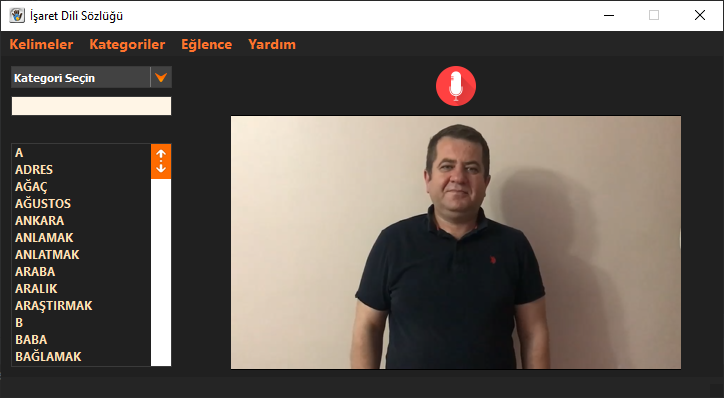 İşaret Dili Sözlüğü
Kelimeler Kategoriler Eğlence Yardım
Kategori Seçin
A
ADRES
AĞAÇ
AĞUSTOS
ANKARA
ANLAMAK
ANLATMAK
ARABA
ARALIK
ARAŞTIRMAK
B
BABA
BAĞLAMAK